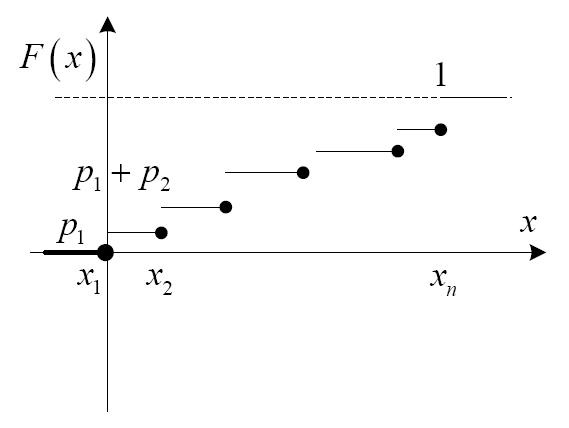 F(x)
1
p₁ + p₂
p₁
x
x₁
x₂
xₙ